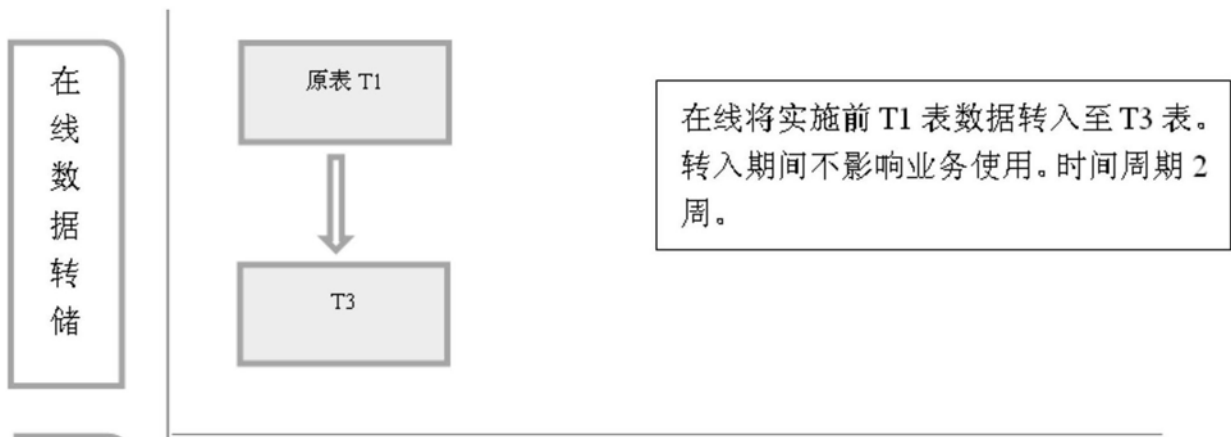 在
线
数
据
转
储
原表 T1
T3
在线将实施前 T1 表数据转入至 T3 表。
转入期间不影响业务使用。时间周期 2
周。